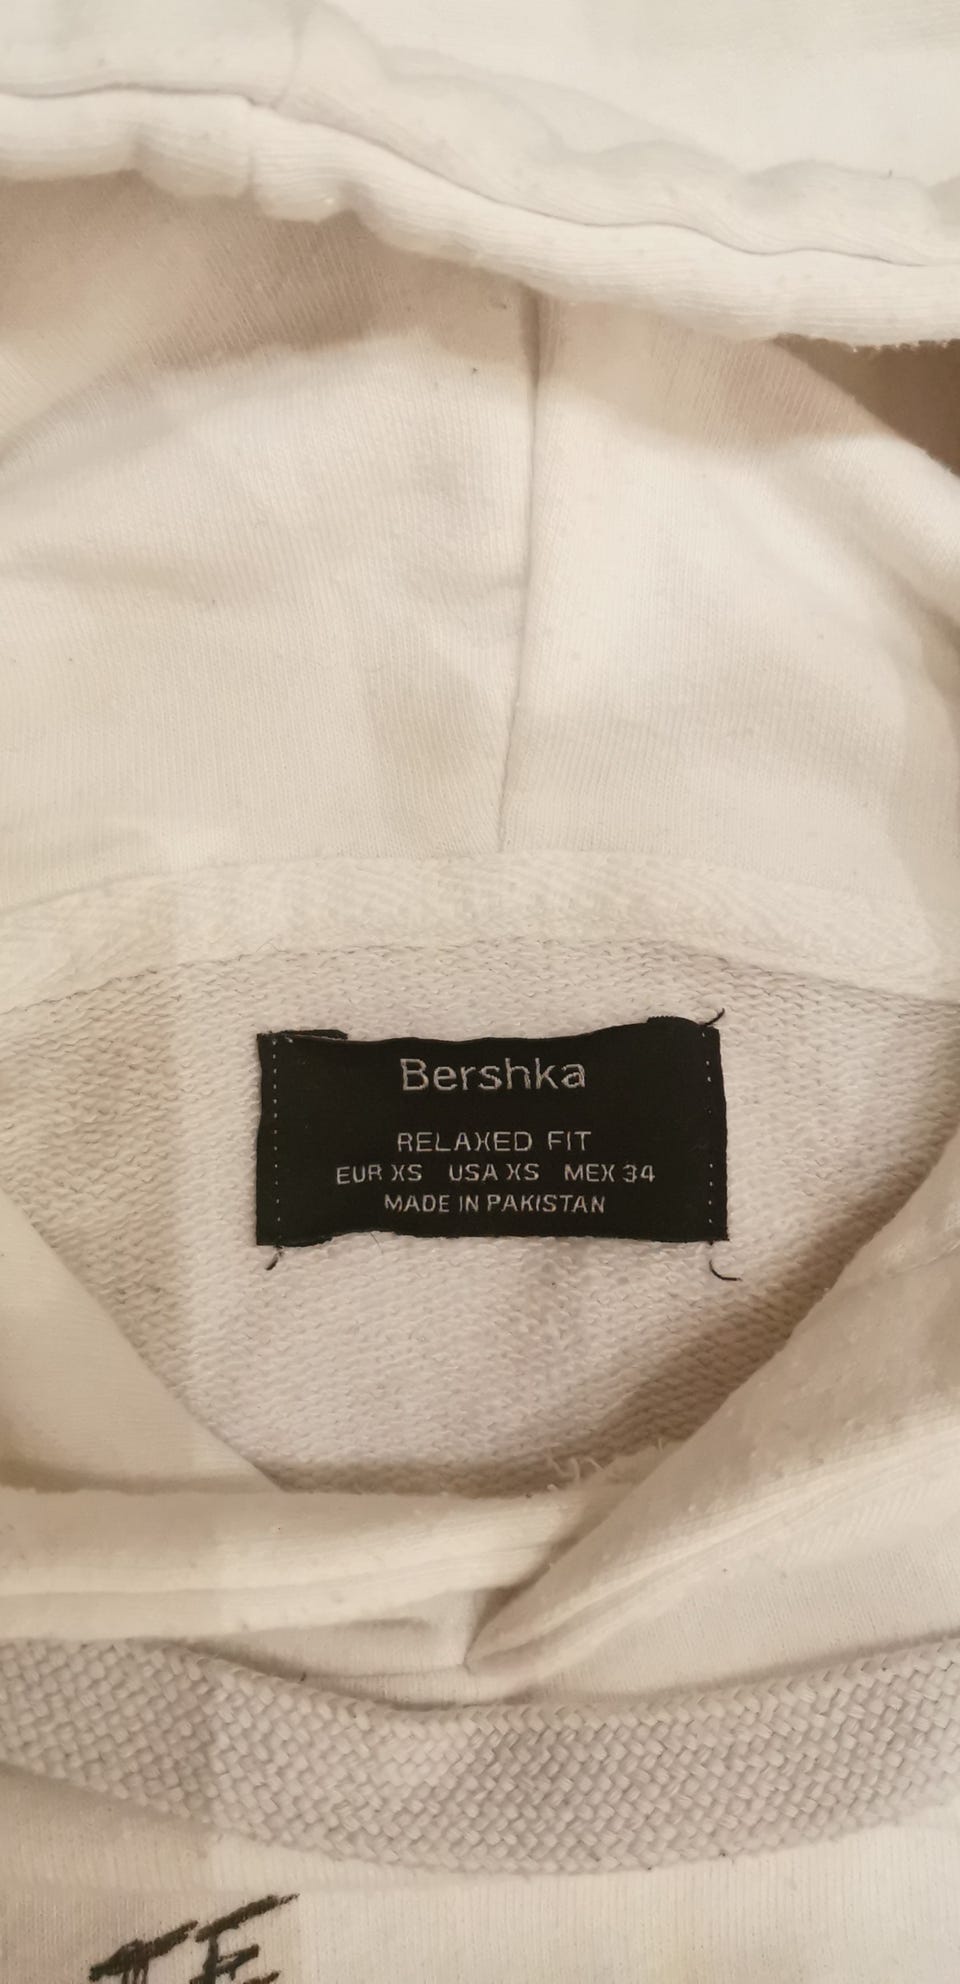 Bershka
RELAXED FIT
EUR XS USA XS MEX 34
MADE IN PAKISTAN